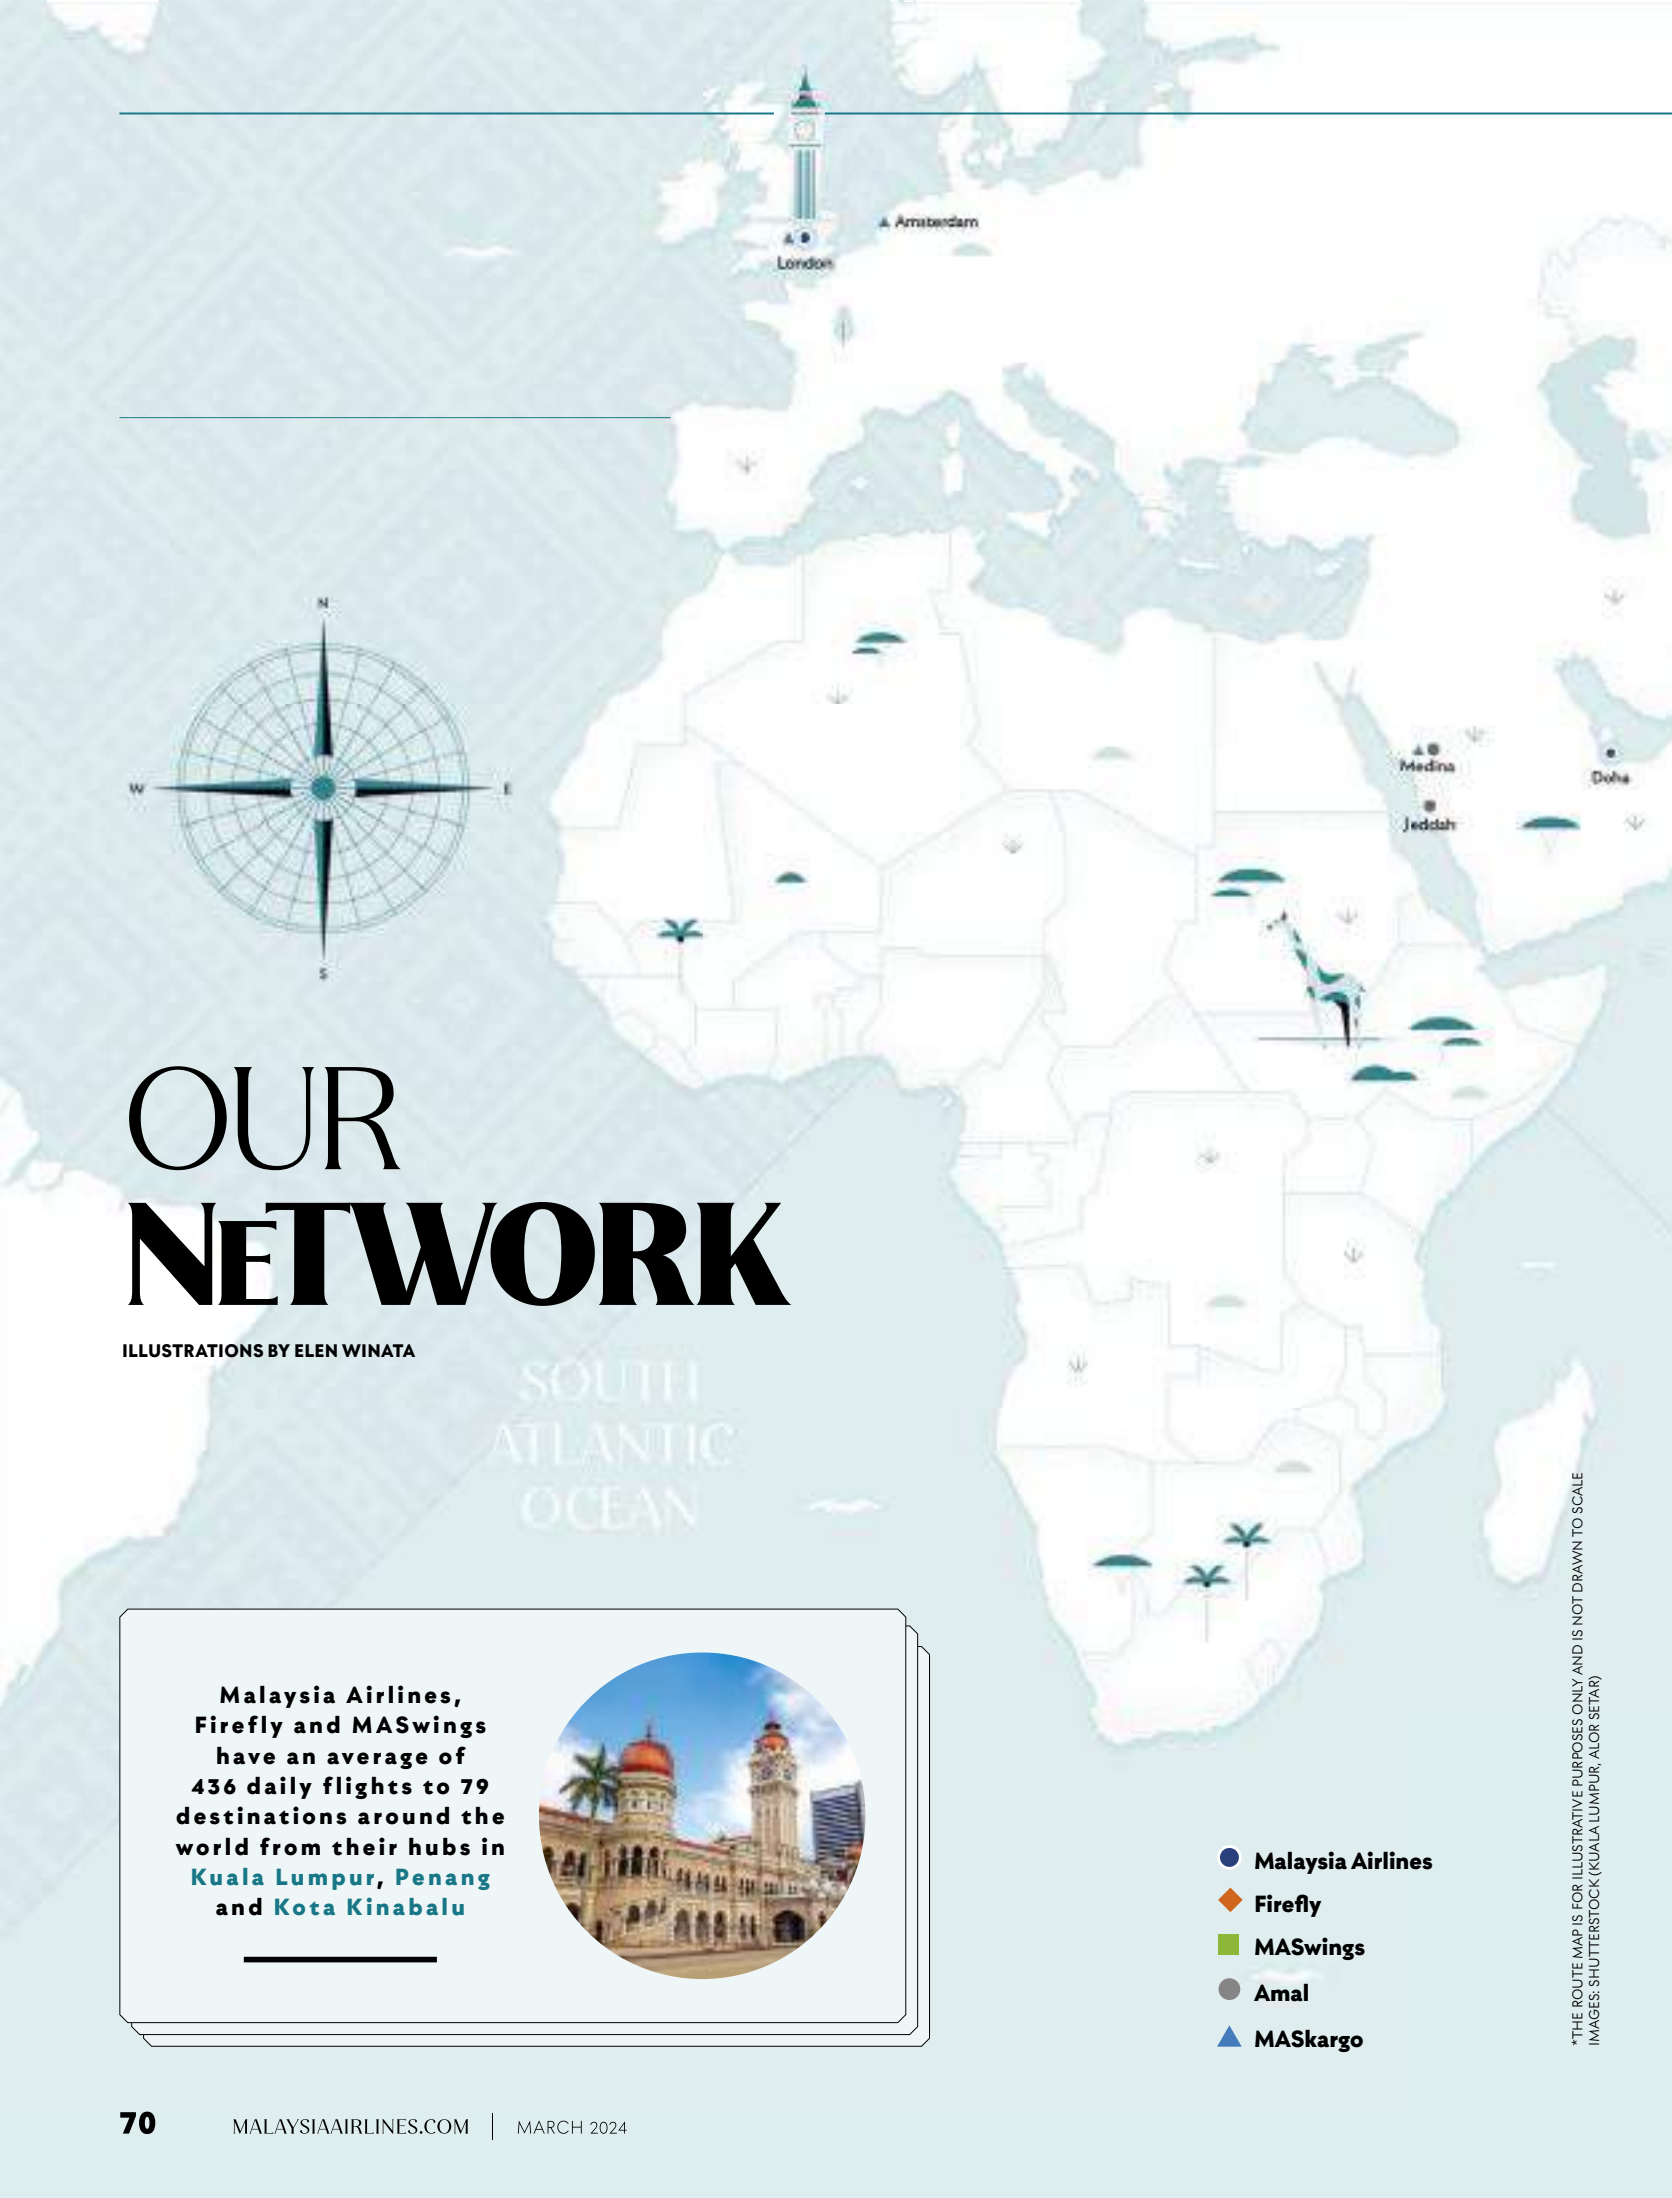 Amsterdam
London
N
W
E
S
Medina
Doha
Jeddah
OUR
NETWORK
ILLUSTRATIONS BY ELEN WINATA
SOUTH
ATLANTIC
OCEAN
Malaysia Airlines,
Firefly and MASwings
have an average of
436 daily flights to 79
destinations around the
world from their hubs in
Kuala Lumpur, Penang
and Kota Kinabalu
Malaysia Airlines
Firefly
MASwings
Amal
MASkargo
*THE ROUTE MAP IS FOR ILLUSTRATIVE PURPOSES ONLY AND IS NOT DRAWN TO SCALE
IMAGES: SHUTTERSTOCK (KUALA LUMPUR, ALOR SETAR)
70
MALAYSIAAIRLINES.COM | MARCH 2024